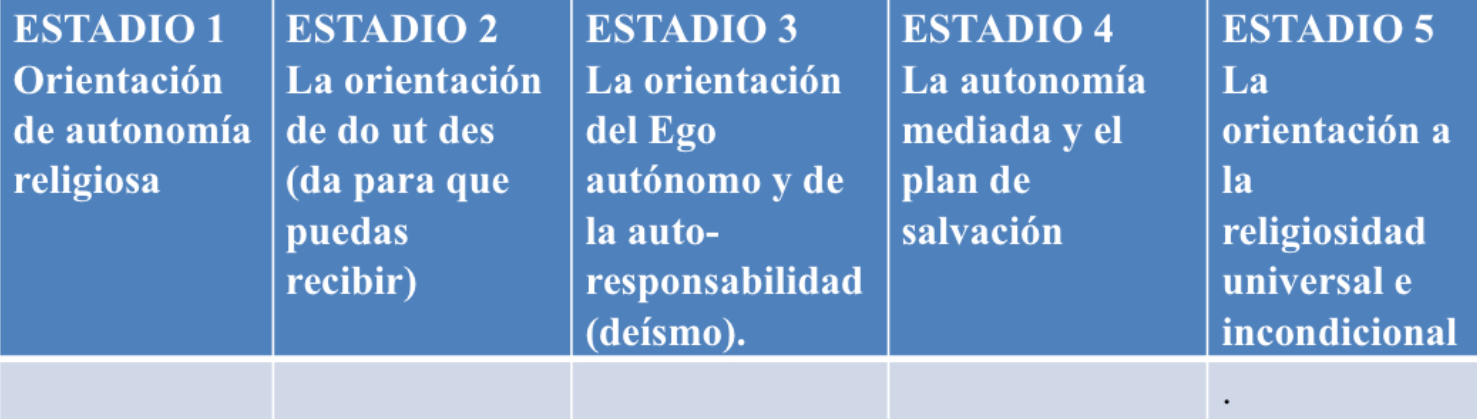 ESTADIO 1
Orientación
de autonomía
religiosa
ESTADIO 2
La orientación
de do ut des
(da para que
puedas
recibir)
ESTADIO 3
La orientación
del Ego
autónomo y de
la auto-
responsabilidad
(deísmo).
ESTADIO 4
La autonomía
mediada y el
plan de
salvación
ESTADIO 5
La
orientación a
la
religiosidad
universal e
incondicional
.